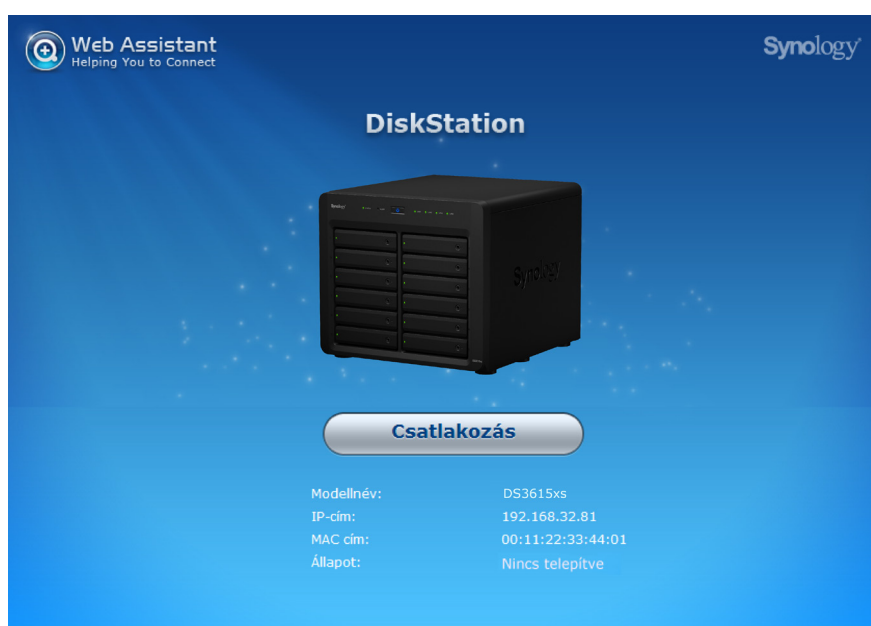 Web Assistant
Helping You to Connect
Synology
DiskStation
Synology
Synology
Csatlakozás
Modellnév: DS3615xs
IP-cím: 192.168.32.81
MAC cím: 00:11:22:33:44:01
Állapot: Nincs telepítve